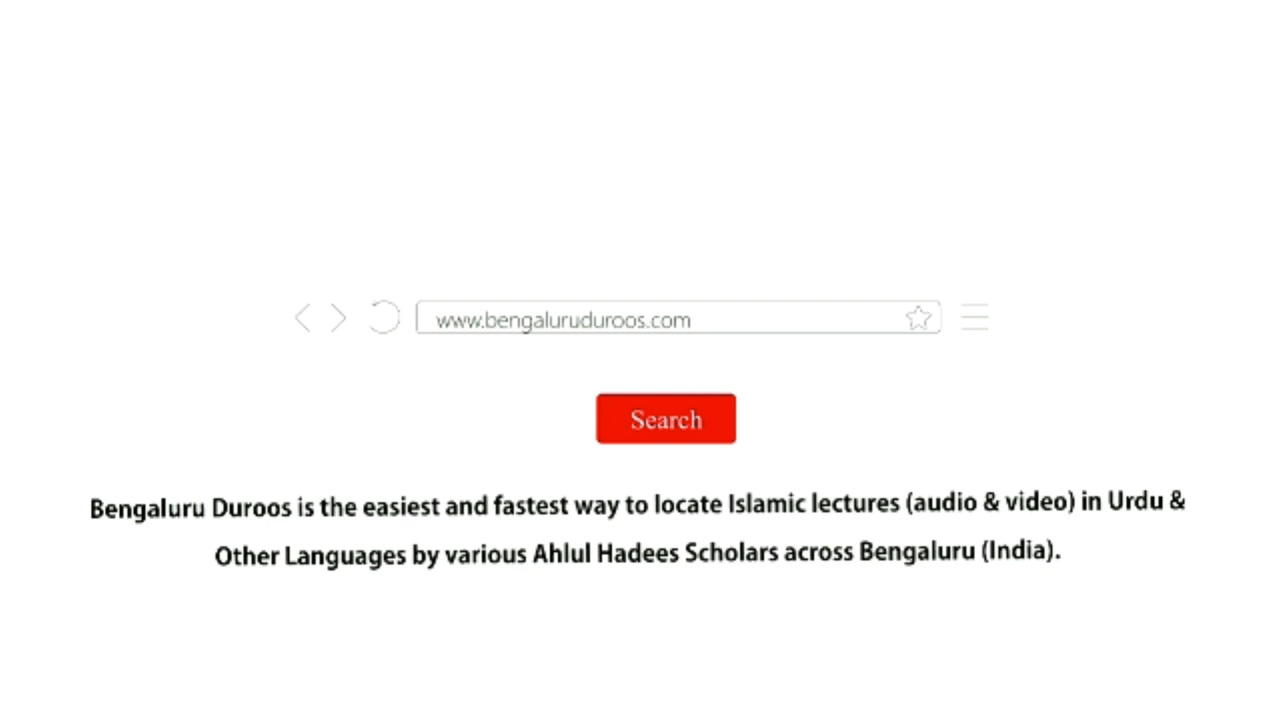 www.bengaluruduroos.com
Search
Bengaluru Duroos is the easiest and fastest way to locate Islamic lectures (audio & video) in Urdu &
Other Languages by various Ahlul Hadees Scholars across Bengaluru (India).